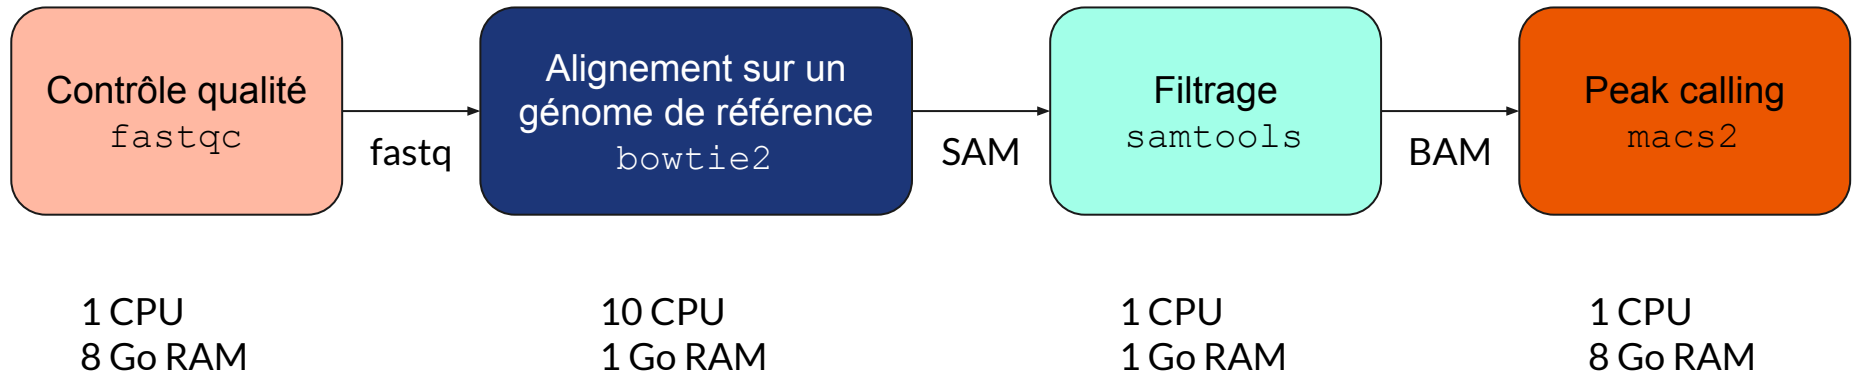 Contrôle qualité
fastqc
fastq
Alignement sur un
génome de référence
bowtie2
SAM
Filtrage
samtools
BAM
Peak calling
macs2
1 CPU
8 Go RAM
10 CPU
1 Go RAM
1 CPU
1 Go RAM
1 CPU
8 Go RAM